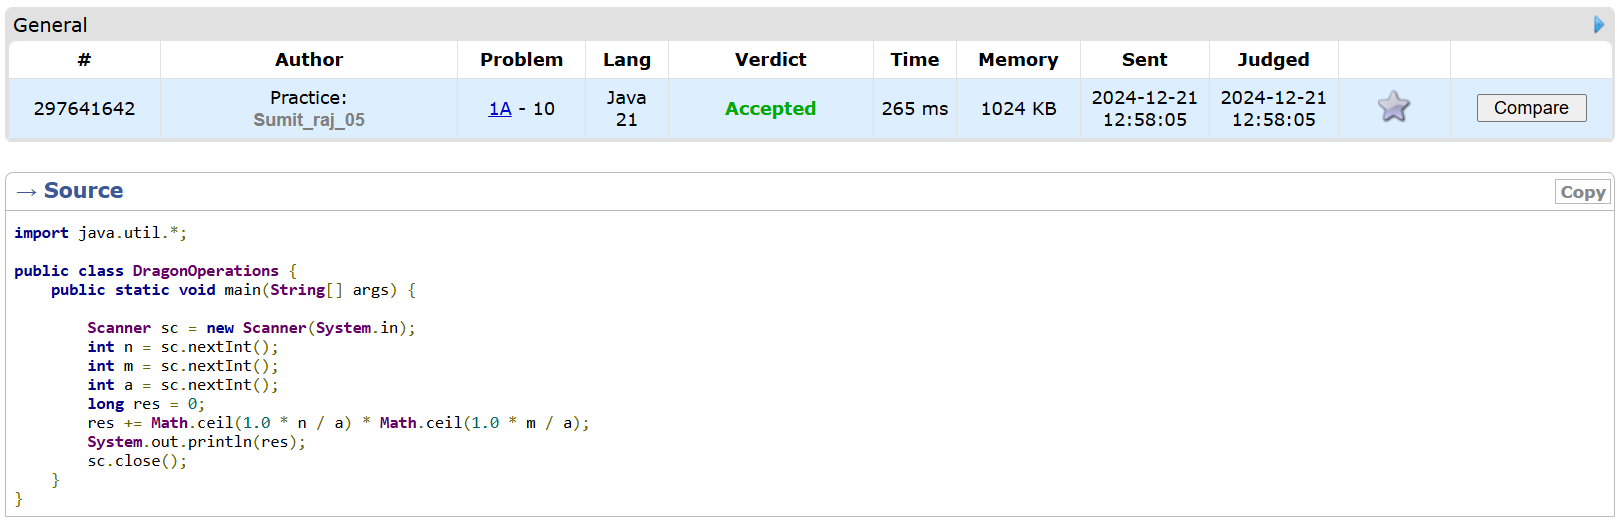 General
# Author Problem Lang Verdict Time Memory Sent Judged
297641642 Practice: Sumit_raj_05 1A - 10 Java 21 Accepted 265 ms 1024 KB 2024-12-21 12:58:05 2024-12-21 12:58:05 Compare
→ Source Copy
import java.util.*;
public class DragonOperations {
    public static void main(String[] args) {
        Scanner sc = new Scanner(System.in);
        int n = sc.nextInt();
        int m = sc.nextInt();
        int a = sc.nextInt();
        long res = 0;
        res += Math.ceil(1.0 * n / a) * Math.ceil(1.0 * m / a);
        System.out.println(res);
        sc.close();
    }
}